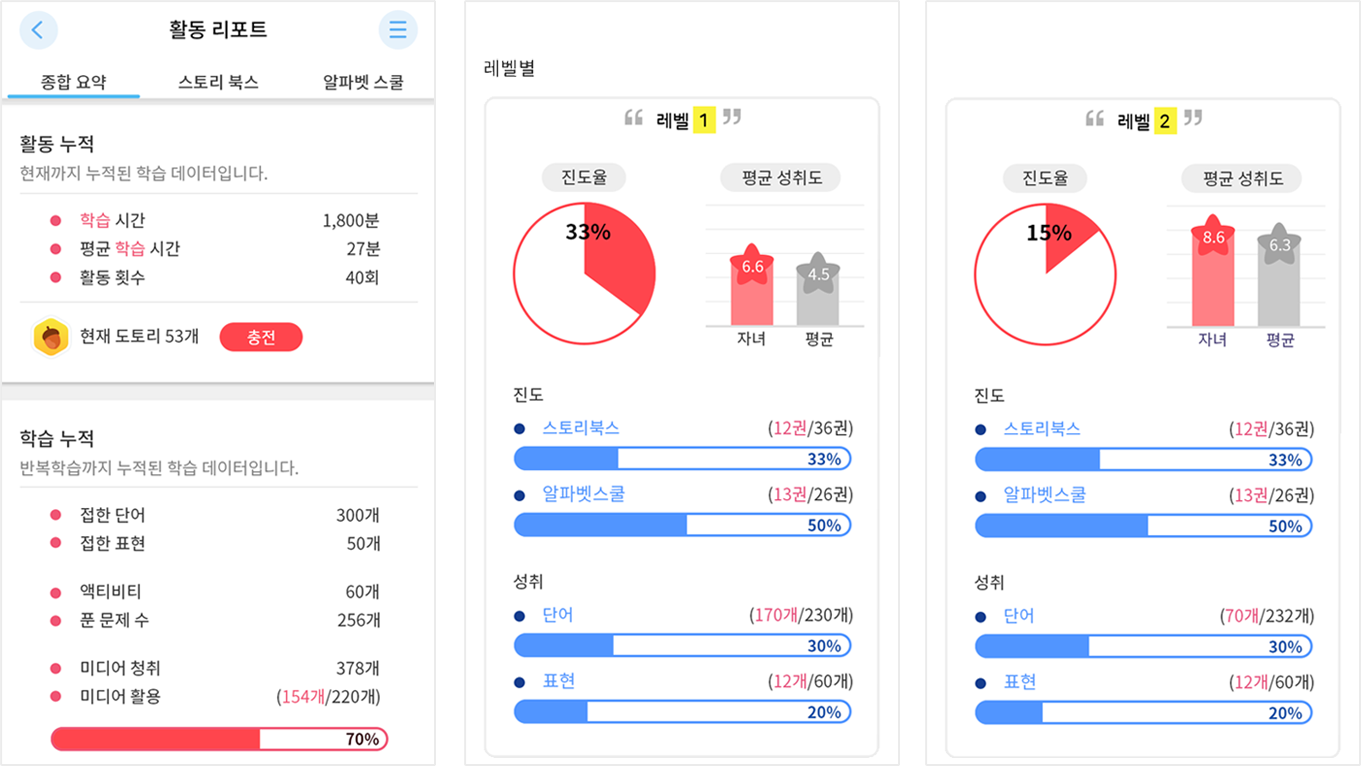 활동 리포트
종합 요약 스토리 북스 알파벳 스쿨
활동 누적
현재까지 누적된 학습 데이터입니다.
학습 시간 1,800분
평균 학습 시간 27분
활동 횟수 40회
현재 도토리 53개 충전
학습 누적
반복학습까지 누적된 학습 데이터입니다.
접한 단어 300개
접한 표현 50개
액티비티 60개
푼 문제 수 256개
미디어 청취 378개
미디어 활용 (154개/220개)
70%
레벨별
“ 레벨 1 ”
진도율 평균 성취도
33% 6.6 4.5
자녀 평균
진도
스토리북스 (12권/36권)
33%
알파벳스쿨 (13권/26권)
50%
성취
단어 (170개/230개)
30%
표현 (12개/60개)
20%
“ 레벨 2 ”
진도율 평균 성취도
15% 8.6 6.3
자녀 평균
진도
스토리북스 (12권/36권)
33%
알파벳스쿨 (13권/26권)
50%
성취
단어 (70개/232개)
30%
표현 (12개/60개)
20%